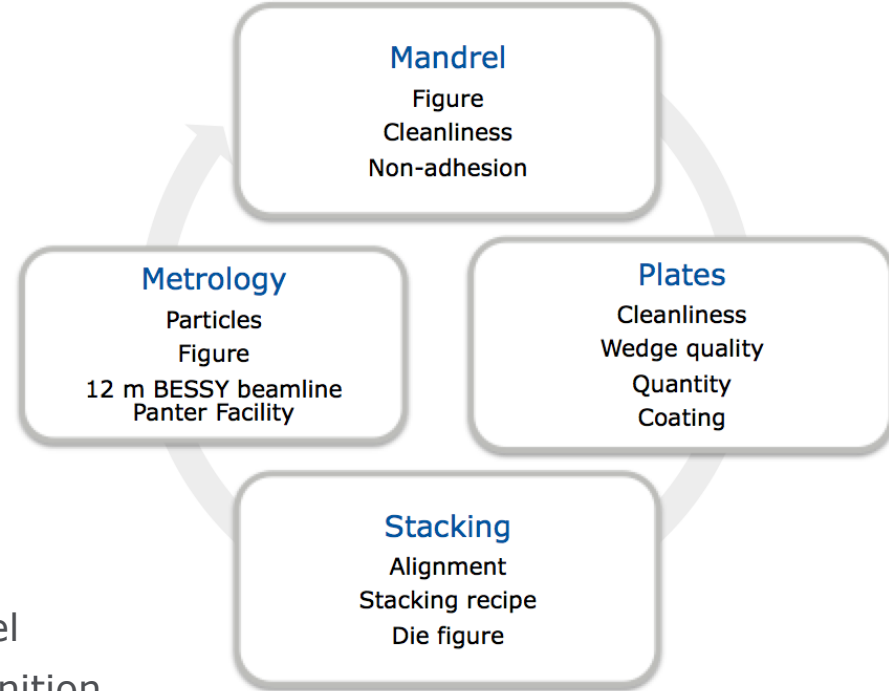 Mandrel
Figure
Cleanliness
Non-adhesion
Metrology
Particles
Figure
12 m BESSY beamline
Panter Facility
Plates
Cleanliness
Wedge quality
Quantity
Coating
Stacking
Alignment
Stacking recipe
Die figure